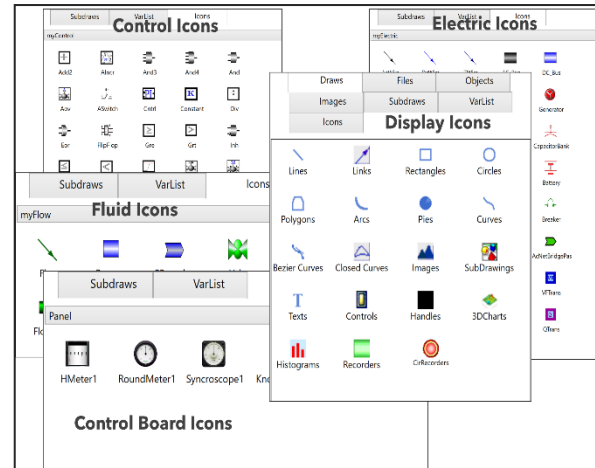 Subdraws VarList Icons
Control Icons
myControl
Add2 And3 And4 And
Aov ASwitch Cntrl Constant Div
Eor FlipFlop Gre Grt Inh
Subdraws VarList Icons
Electric Icons
myElectric
DC_Bus
Generator
CapacitorBank
Battery
Breaker
AcNetBridgePas
VfTrans
GTrans
Draws Files Objects
Images Subdraws VarList
Icons
Display Icons
Lines Links Rectangles Circles
Polygons Arcs Pies Curves
Bezier Curves Closed Curves Images SubDrawings
Texts Controls Handles 3DCharts
Histograms Recorders CirRecorders
Subdraws VarList Icons
Fluid Icons
myFlow
Subdraws VarList
Panel
HMeter1 RoundMeter1 Syncroscope1
Control Board Icons